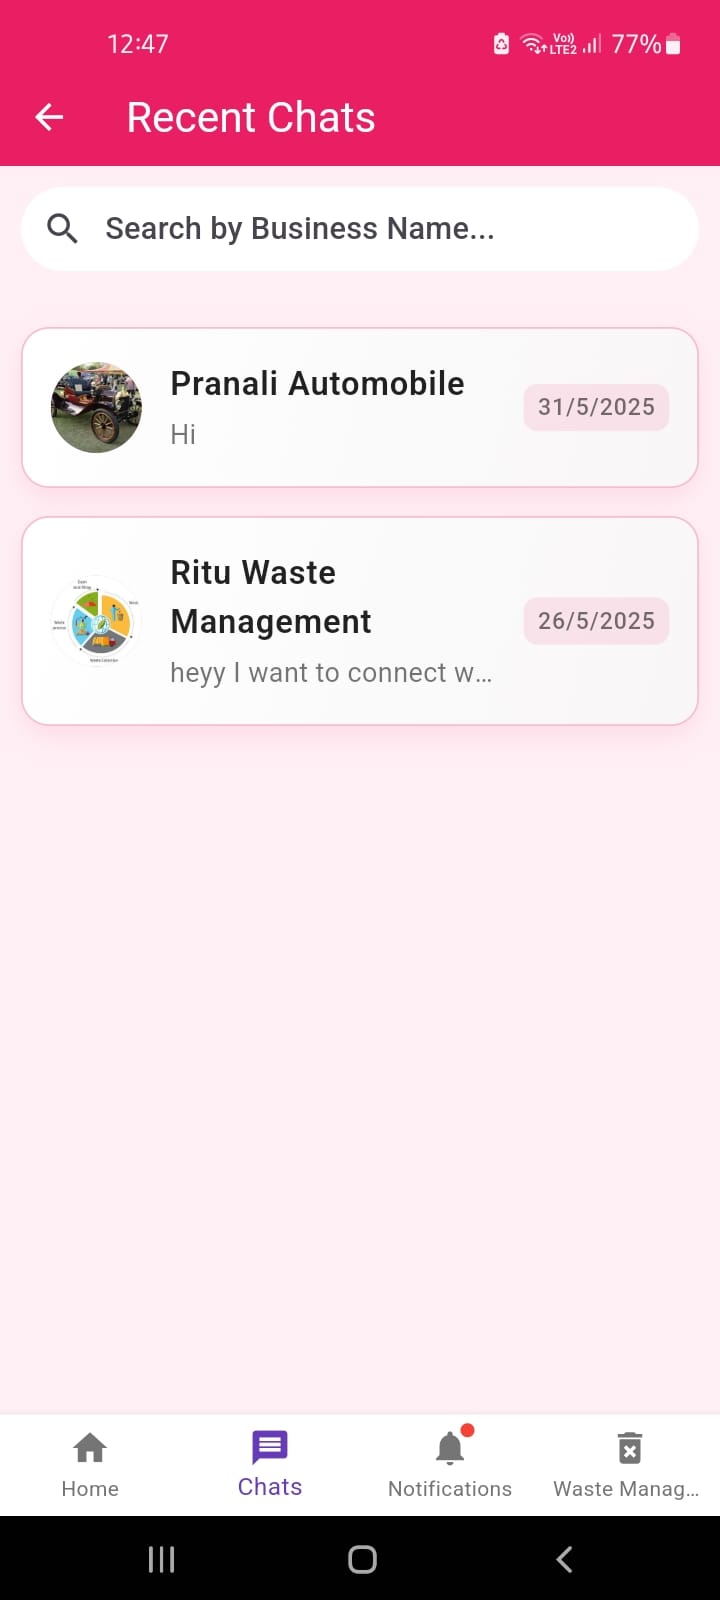 12:47
Vo))
LTE2
77%
Recent Chats
Search by Business Name...
Pranali Automobile
Hi
31/5/2025
Ritu Waste
Management
heyy I want to connect w...
26/5/2025
Home
Chats
Notifications
Waste Manag...